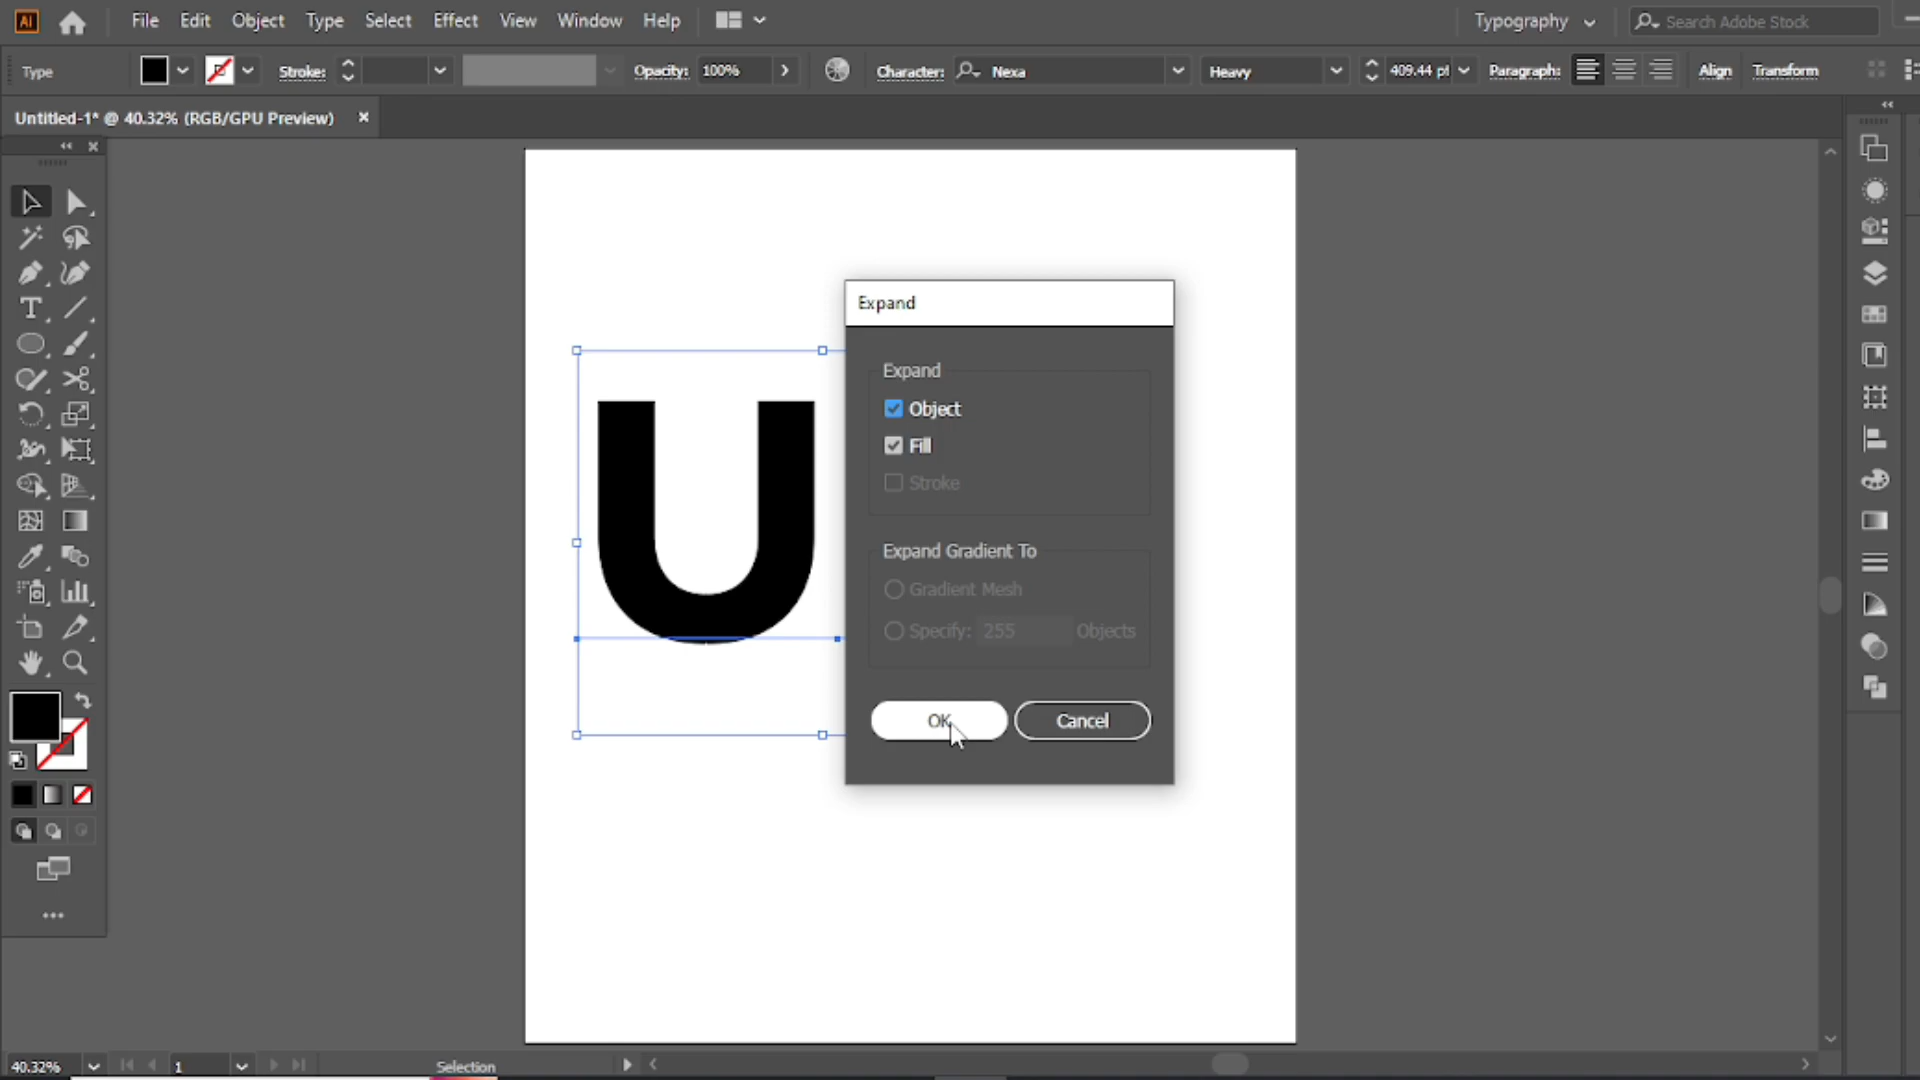 Ai File Edit Object Type Select Effect View Window Help Typography Search Adobe Stock
Type Stroke: Opacity: 100% Character: Nexa Heavy 409.44 pt Paragraph: Align Transform
Untitled-1* @ 40.32% (RGB/GPU Preview)
Expand
Expand
Object
Fill
Stroke
U
Expand Gradient To
Gradient Mesh
Specify: 255 Objects
OK Cancel
40.32% 1 Selection